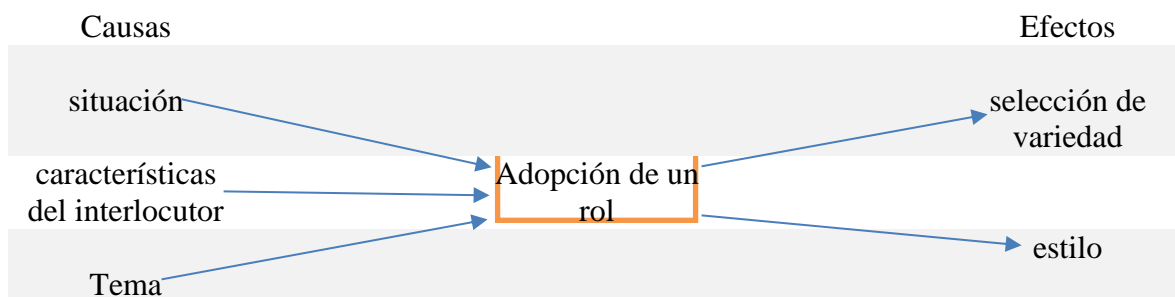 Causas
Efectos
situación
selección de
variedad
características
del interlocutor
Adopción de un
rol
estilo
Tema